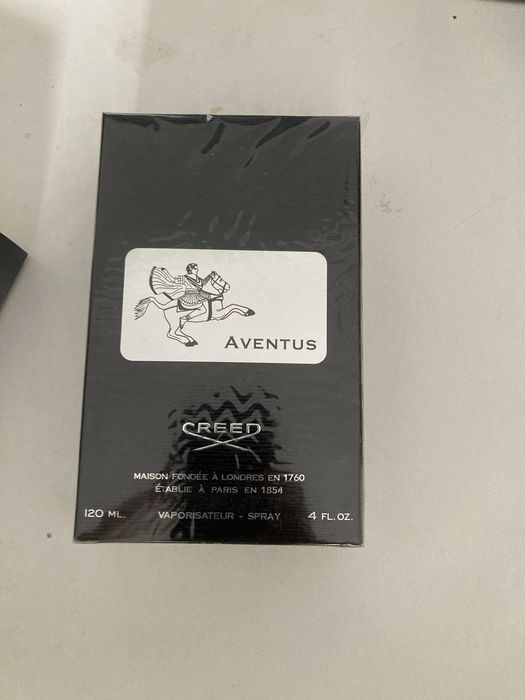 AVENTUS
CREED
MAISON FONDÉE À LONDRES EN 1760
ÉTABLIE À PARIS EN 1854
120 ML. VAPORISATEUR - SPRAY 4 FL. OZ.